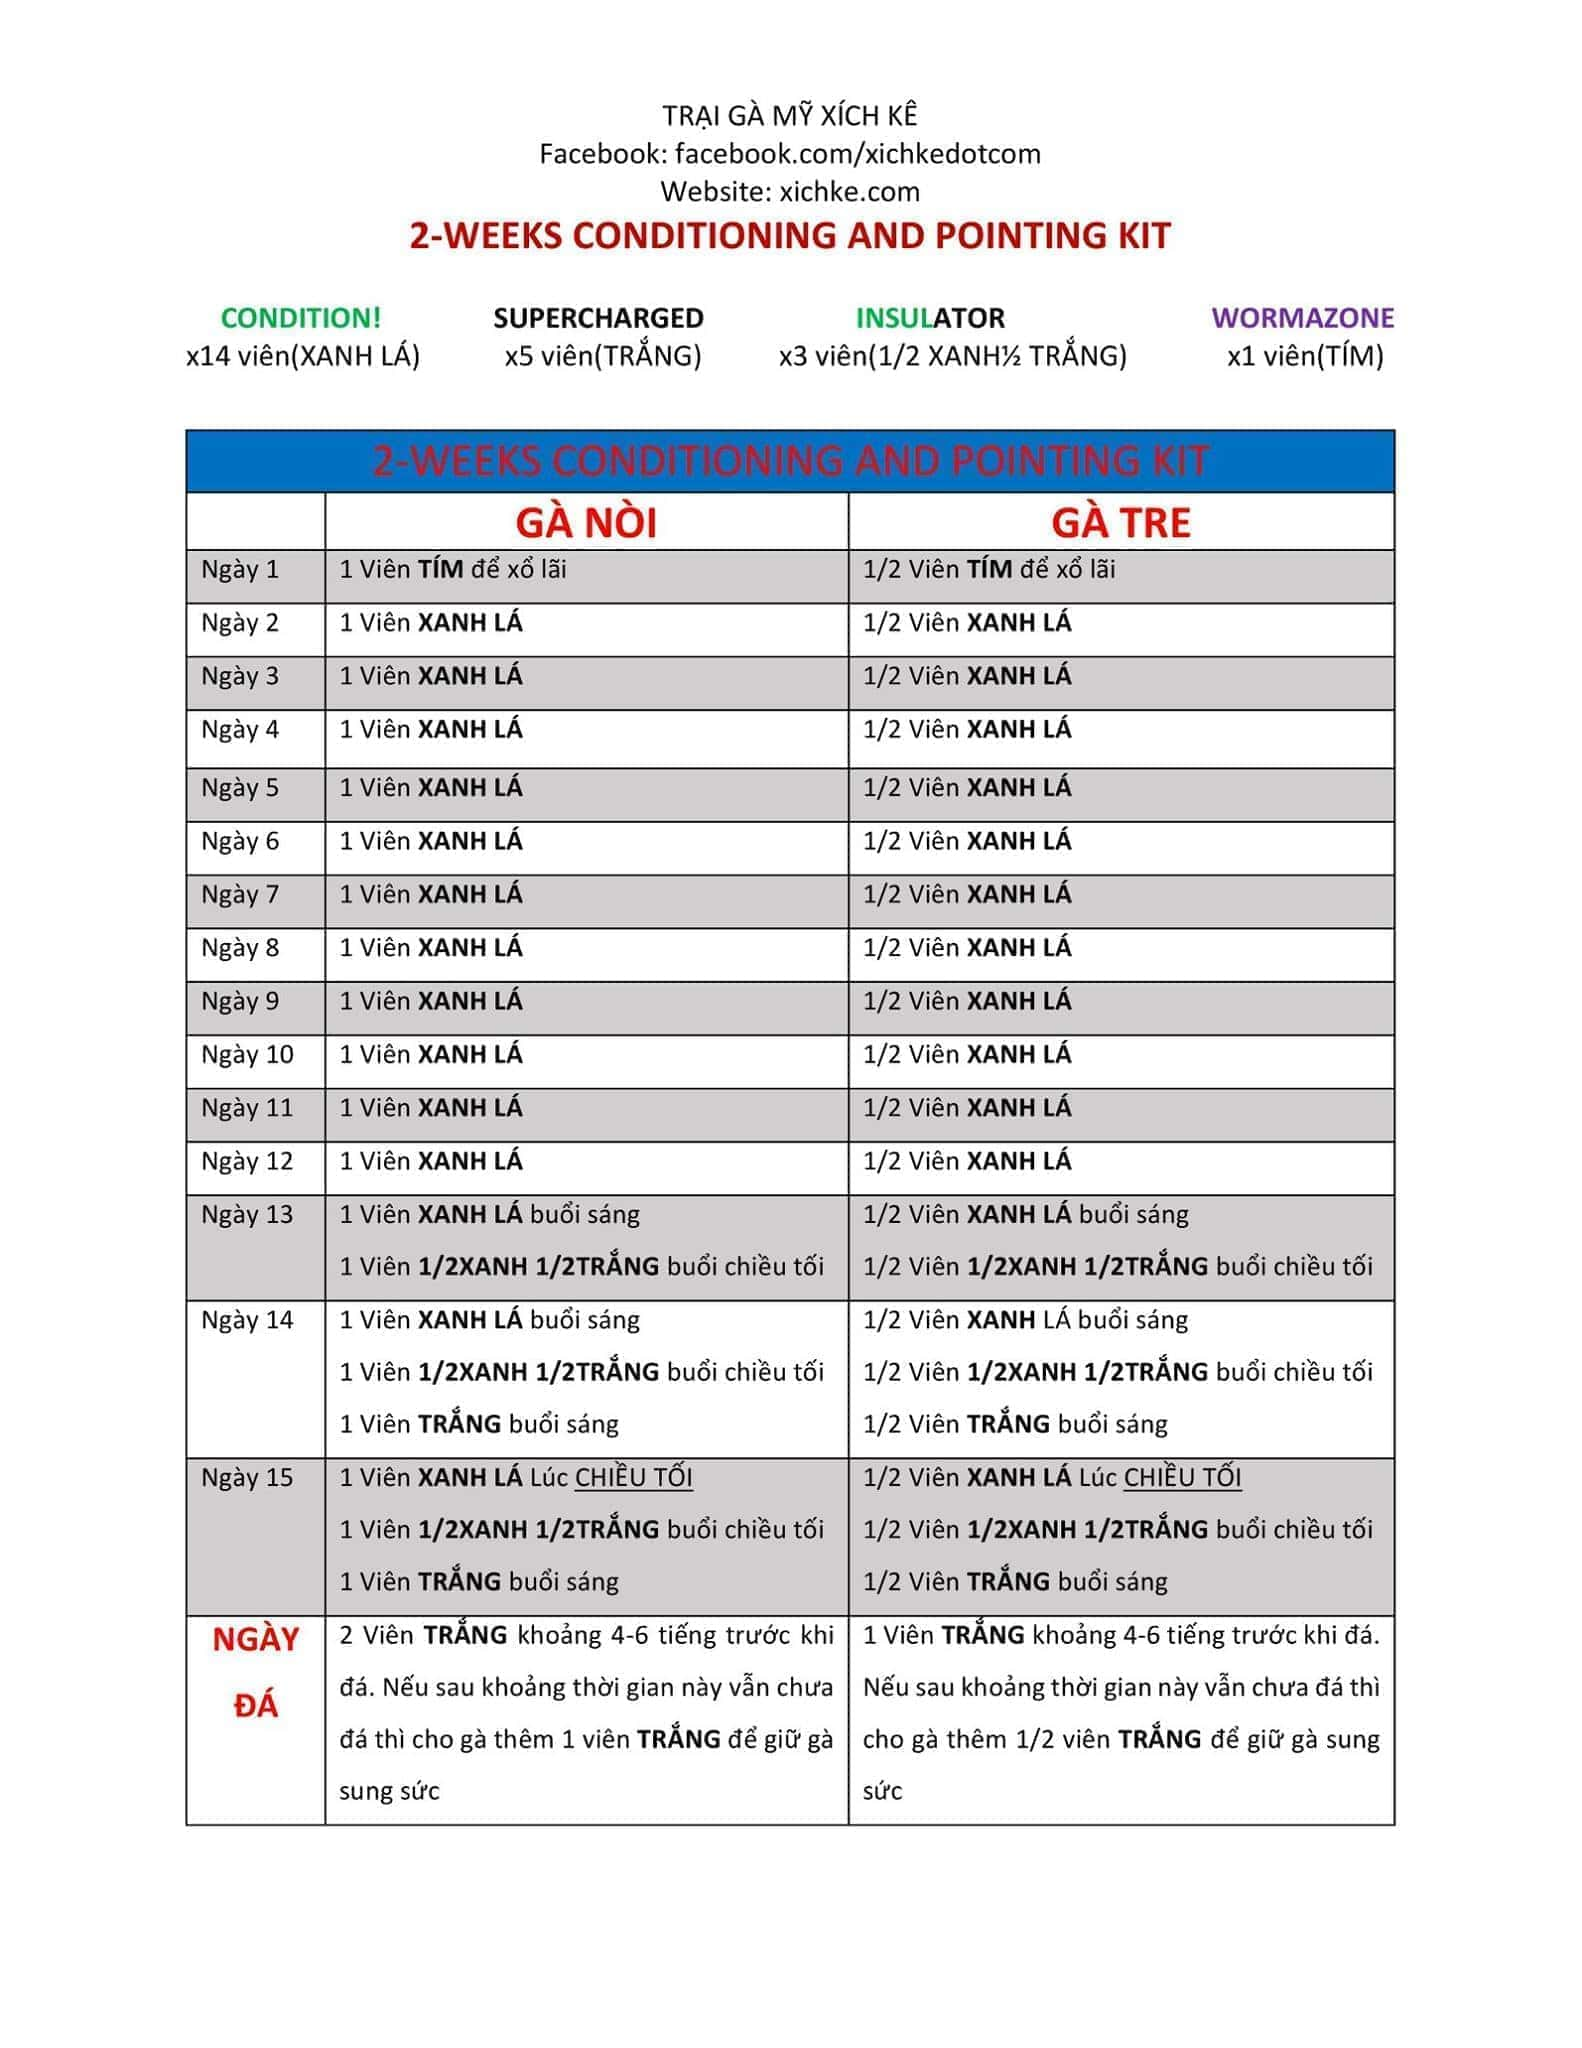 TRẠI GÀ MỸ XÍCH KÊ
Facebook: facebook.com/xichkedotcom
Website: xichke.com
2-WEEKS CONDITIONING AND POINTING KIT
CONDITION! SUPERCHARGED INSULATOR WORMAZONE
x14 viên(XANH LÁ) x5 viên(TRẮNG) x3 viên(1/2 XANH½ TRẮNG) x1 viên(TÍM)
2-WEEKS CONDITIONING AND POINTING KIT
GÀ NÒI GÀ TRE
Ngày 1 1 Viên TÍM để xổ lãi 1/2 Viên TÍM để xổ lãi
Ngày 2 1 Viên XANH LÁ 1/2 Viên XANH LÁ
Ngày 3 1 Viên XANH LÁ 1/2 Viên XANH LÁ
Ngày 4 1 Viên XANH LÁ 1/2 Viên XANH LÁ
Ngày 5 1 Viên XANH LÁ 1/2 Viên XANH LÁ
Ngày 6 1 Viên XANH LÁ 1/2 Viên XANH LÁ
Ngày 7 1 Viên XANH LÁ 1/2 Viên XANH LÁ
Ngày 8 1 Viên XANH LÁ 1/2 Viên XANH LÁ
Ngày 9 1 Viên XANH LÁ 1/2 Viên XANH LÁ
Ngày 10 1 Viên XANH LÁ 1/2 Viên XANH LÁ
Ngày 11 1 Viên XANH LÁ 1/2 Viên XANH LÁ
Ngày 12 1 Viên XANH LÁ 1/2 Viên XANH LÁ
Ngày 13 1 Viên XANH LÁ buổi sáng 1/2 Viên XANH LÁ buổi sáng
1 Viên 1/2XANH 1/2TRẮNG buổi chiều tối 1/2 Viên 1/2XANH 1/2TRẮNG buổi chiều tối
Ngày 14 1 Viên XANH LÁ buổi sáng 1/2 Viên XANH LÁ buổi sáng
1 Viên 1/2XANH 1/2TRẮNG buổi chiều tối 1/2 Viên 1/2XANH 1/2TRẮNG buổi chiều tối
1 Viên TRẮNG buổi sáng 1/2 Viên TRẮNG buổi sáng
Ngày 15 1 Viên XANH LÁ Lúc CHIỀU TỐI 1/2 Viên XANH LÁ Lúc CHIỀU TỐI
1 Viên 1/2XANH 1/2TRẮNG buổi chiều tối 1/2 Viên 1/2XANH 1/2TRẮNG buổi chiều tối
1 Viên TRẮNG buổi sáng 1/2 Viên TRẮNG buổi sáng
NGÀY
ĐÁ
2 Viên TRẮNG khoảng 4-6 tiếng trước khi
đá. Nếu sau khoảng thời gian này vẫn chưa
đá thì cho gà thêm 1 viên TRẮNG để giữ gà
sung sức
1 Viên TRẮNG khoảng 4-6 tiếng trước khi đá.
Nếu sau khoảng thời gian này vẫn chưa đá thì
cho gà thêm 1/2 viên TRẮNG để giữ gà sung
sức